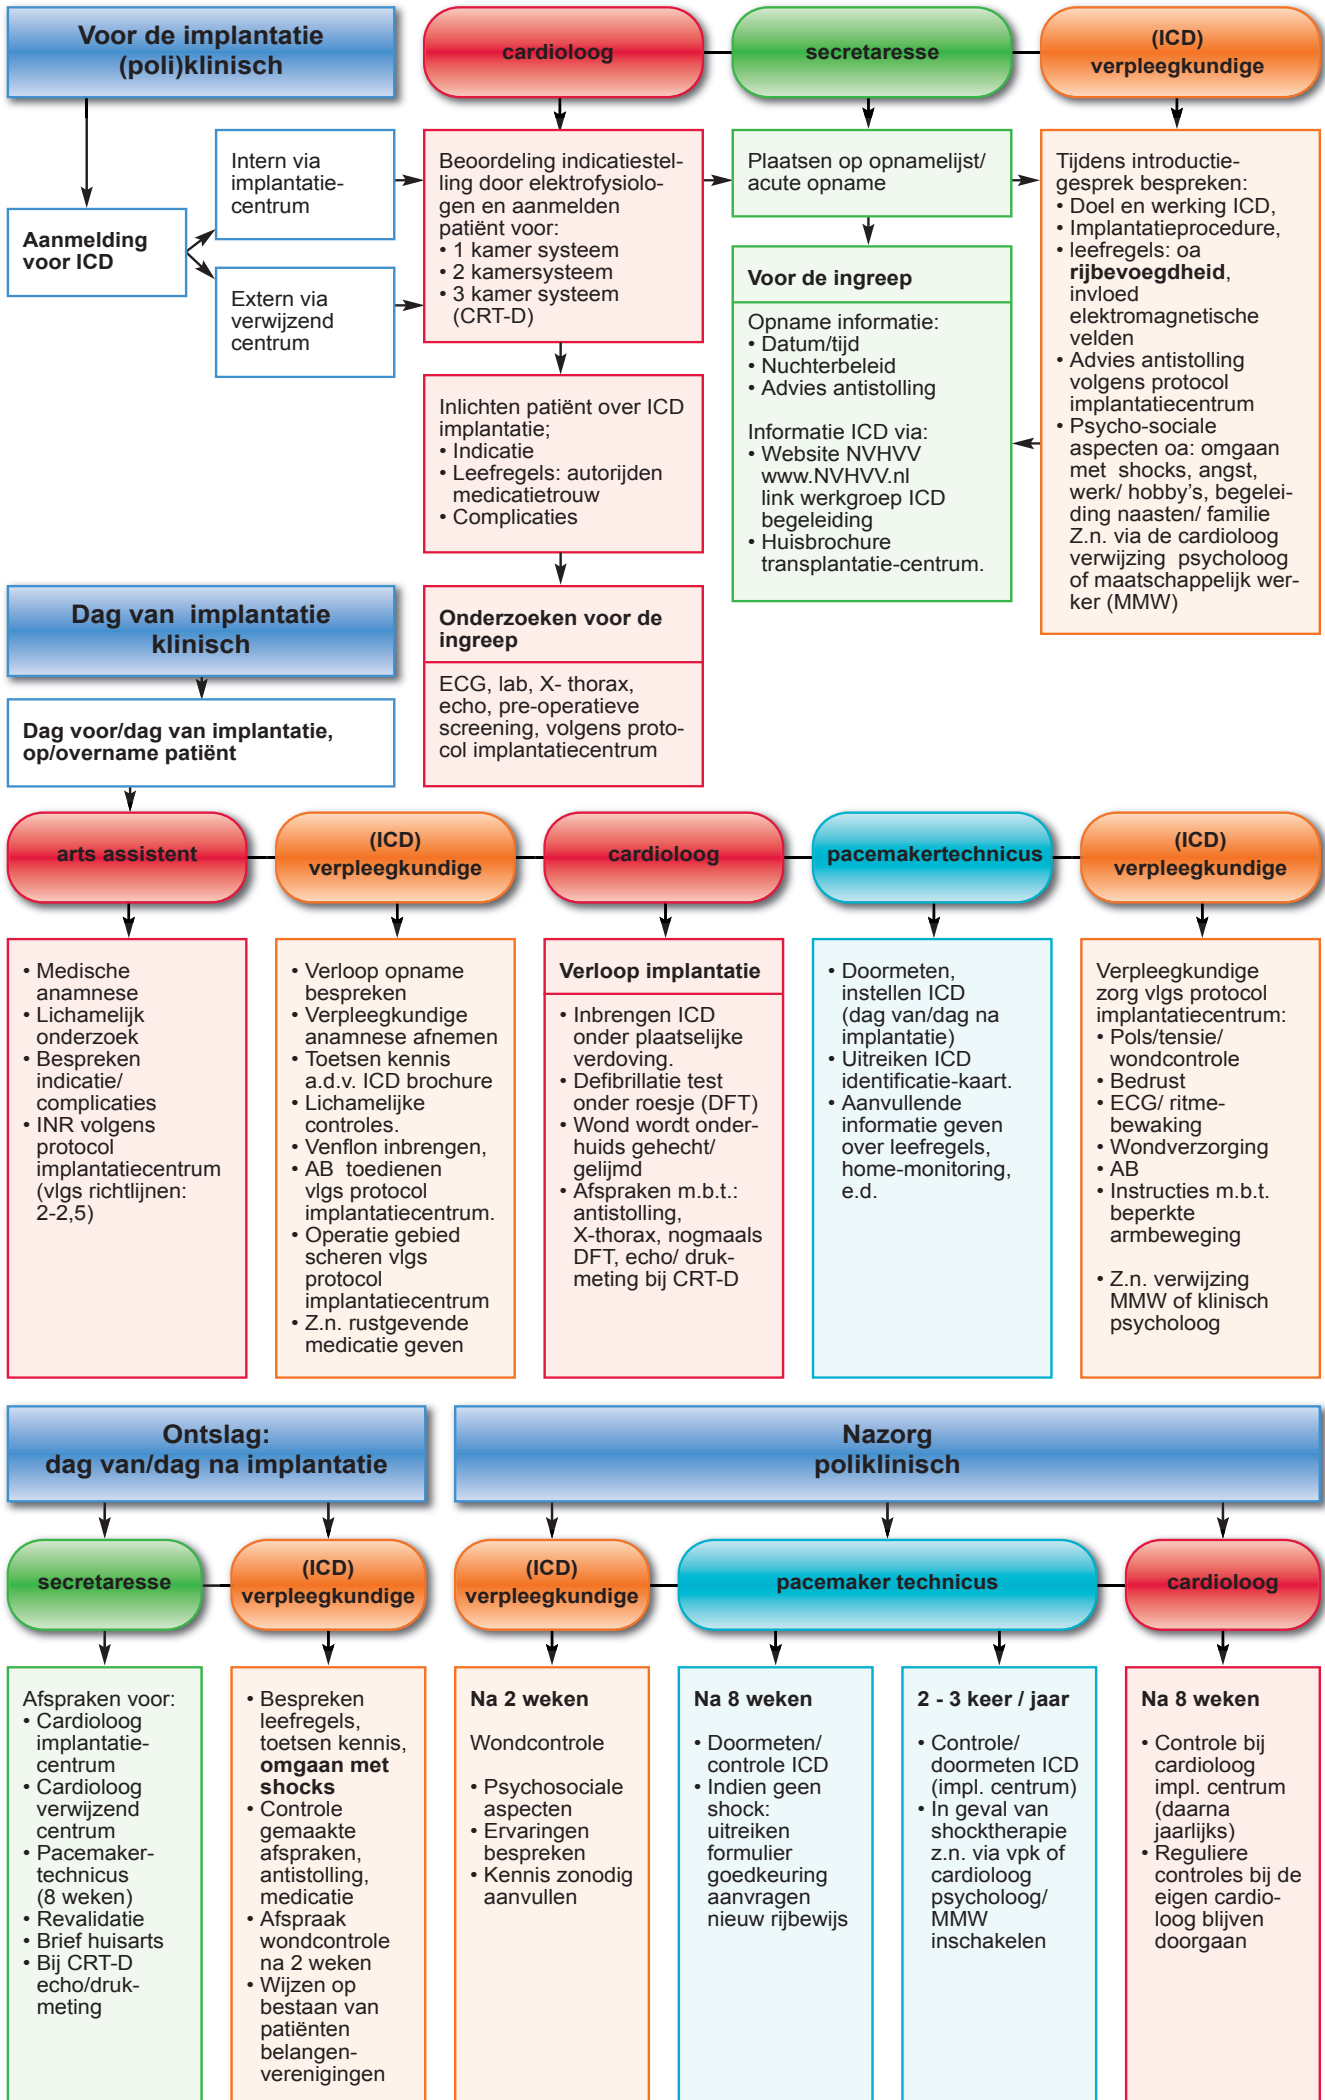 Voor de implantatie
(poli)klinisch
cardioloog
secretaresse
(ICD)
verpleegkundige
Aanmelding
voor ICD
Intern via
implantatie-
centrum
Extern via
verwijzend
centrum
Beoordeling indicatiestel-
ling door elektrofysiolo-
gen en aanmelden
patiënt voor:
• 1 kamer systeem
• 2 kamersysteem
• 3 kamer systeem
(CRT-D)
Inlichten patiënt over ICD
implantatie;
• Indicatie
• Leefregels: autorijden
medicatietrouw
• Complicaties
Onderzoeken voor de
ingreep
ECG, lab, X- thorax,
echo, pre-operatieve
screening, volgens proto-
col implantatiecentrum
Plaatsen op opnamelijst/
acute opname
Voor de ingreep
Opname informatie:
• Datum/tijd
• Nuchterbeleid
• Advies antistolling
Informatie ICD via:
• Website NVHVV
www.NVHVV.nl
link werkgroep ICD
begeleiding
• Huisbrochure
transplantatie-centrum.
Tijdens introductie-
gesprek bespreken:
• Doel en werking ICD,
• Implantatieprocedure,
• leefregels: oa
rijbevoegdheid,
invloed
elektromagnetische
velden
• Advies antistolling
volgens protocol
implantatiecentrum
• Psycho-sociale
aspecten oa: omgaan
met shocks, angst,
werk/ hobby's, begelei-
ding naasten/ familie
Z.n. via de cardioloog
verwijzing psycholoog
of maatschappelijk wer-
ker (MMW)
Dag van implantatie
klinisch
Dag voor/dag van implantatie,
op/overname patiënt
arts assistent
(ICD)
verpleegkundige
cardioloog
pacemakertechnicus
(ICD)
verpleegkundige
• Medische
anamnese
• Lichamelijk
onderzoek
• Bespreken
indicatie/
complicaties
• INR volgens
protocol
implantatiecentrum
(vlgs richtlijnen:
2-2,5)
• Verloop opname
bespreken
• Verpleegkundige
anamnese afnemen
• Toetsen kennis
a.d.v. ICD brochure
• Lichamelijke
controles.
• Venflon inbrengen,
• AB toedienen
vlgs protocol
implantatiecentrum.
• Operatie gebied
scheren vlgs
protocol
implantatiecentrum
• Z.n. rustgevende
medicatie geven
Verloop implantatie
• Inbrengen ICD
onder plaatselijke
verdoving.
• Defibrillatie test
onder roesje (DFT)
• Wond wordt onder-
huids gehecht/
gelijmd
• Afspraken m.b.t.:
antistolling,
X-thorax, nogmaals
DFT, echo/ druk-
meting bij CRT-D
• Doormeten,
instellen ICD
(dag van/dag na
implantatie)
• Uitreiken ICD
identificatie-kaart.
• Aanvullende
informatie geven
over leefregels,
home-monitoring,
e.d.
Verpleegkundige
zorg vlgs protocol
implantatiecentrum:
• Pols/tensie/
wondcontrole
• Bedrust
• ECG/ ritme-
bewaking
• Wondverzorging
• AB
• Instructies m.b.t.
beperkte
armbeweging
• Z.n. verwijzing
MMW of klinisch
psycholoog
Ontslag:
dag van/dag na implantatie
Nazorg
poliklinisch
secretaresse
(ICD)
verpleegkundige
(ICD)
verpleegkundige
pacemaker technicus
cardioloog
Afspraken voor:
• Cardioloog
implantatie-
centrum
• Cardioloog
verwijzend
centrum
• Pacemaker-
technicus
(8 weken)
• Revalidatie
• Brief huisarts
• Bij CRT-D
echo/druk-
meting
• Bespreken
leefregels,
toetsen kennis,
omgaan met
shocks
• Controle
gemaakte
afspraken,
antistolling,
medicatie
• Afspraak
wondcontrole
na 2 weken
• Wijzen op
bestaan van
patiënten
belangen-
verenigingen
Na 2 weken
Wondcontrole
• Psychosociale
aspecten
• Ervaringen
bespreken
• Kennis zonodig
aanvullen
Na 8 weken
• Doormeten/
controle ICD
• Indien geen
shock:
uitreiken
formulier
goedkeuring
aanvragen
nieuw rijbewijs
2 - 3 keer / jaar
• Controle/
doormeten ICD
(impl. centrum)
• In geval van
shocktherapie
z.n. via vpk of
cardioloog
psycholoog/
MMW
inschakelen
Na 8 weken
• Controle bij
cardioloog
impl. centrum
(daarna
jaarlijks)
• Reguliere
controles bij de
eigen cardio-
loog blijven
doorgaan